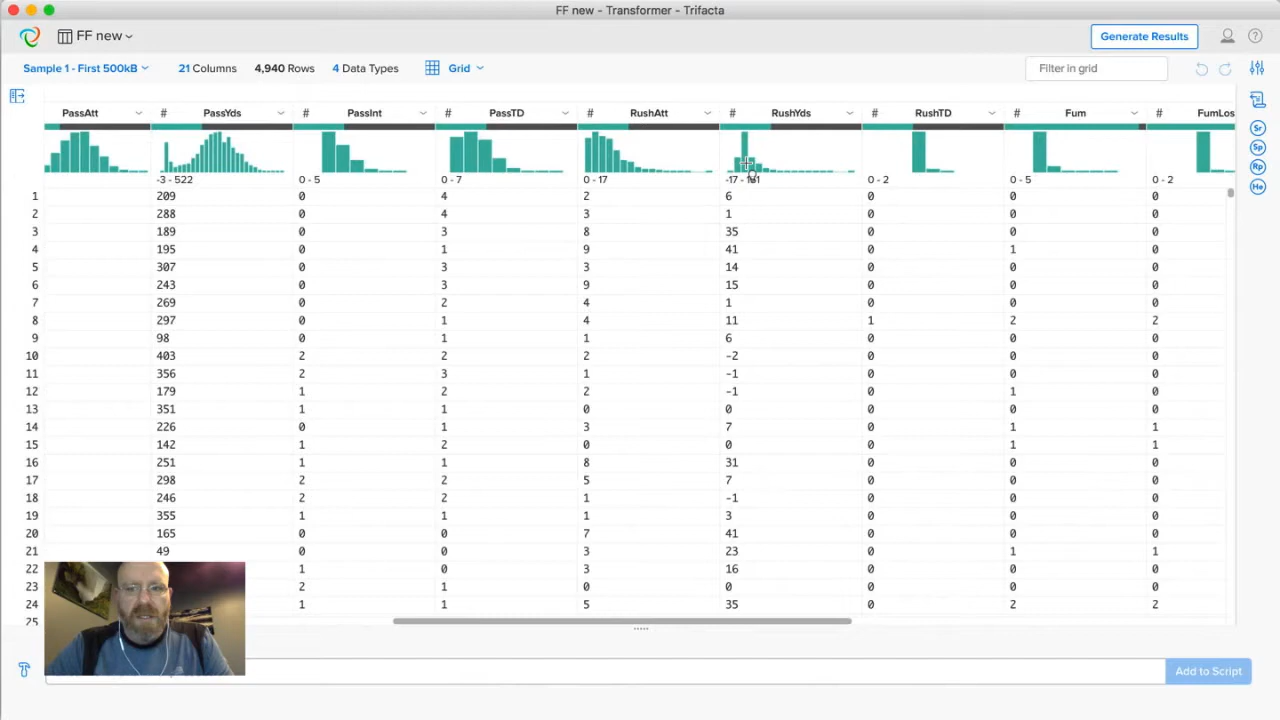 FF new - Transformer - Trifacta
FF new
Generate Results
Sample 1 - First 500kB 21 Columns 4,940 Rows 4 Data Types Grid Filter in grid
PassAtt # PassYds # PassInt # PassTD # RushAtt # RushYds # RushTD # Fum # FumLos
-3 - 522 0 - 5 0 - 7 0 - 17 -17 - 0 - 2 0 - 5 0 - 2
1 209 0 4 2 6 0 0 0
2 288 0 4 3 1 0 0 0
3 189 0 3 8 35 0 0 0
4 195 0 1 9 41 0 1 0
5 307 0 3 3 14 0 0 0
6 243 0 3 9 15 0 0 0
7 269 0 2 4 1 0 0 0
8 297 0 1 4 11 1 2 2
9 98 0 1 1 6 0 0 0
10 403 2 2 2 -2 0 0 0
11 356 2 3 1 -1 0 0 0
12 179 1 2 2 -1 0 1 0
13 351 1 1 0 0 0 0 0
14 226 0 1 3 7 0 1 1
15 142 1 2 0 0 0 1 1
16 251 1 1 8 31 0 0 0
17 298 2 2 5 7 0 0 0
18 246 2 2 1 -1 0 0 0
19 355 1 1 1 3 0 0 0
20 165 0 0 7 41 0 0 0
21 49 0 0 3 23 0 1 1
22 1 0 3 16 0 0 0
23 2 1 0 0 0 0 0
24 1 1 5 35 0 2 2
25
Sr
Sp
Rp
He
Add to Script